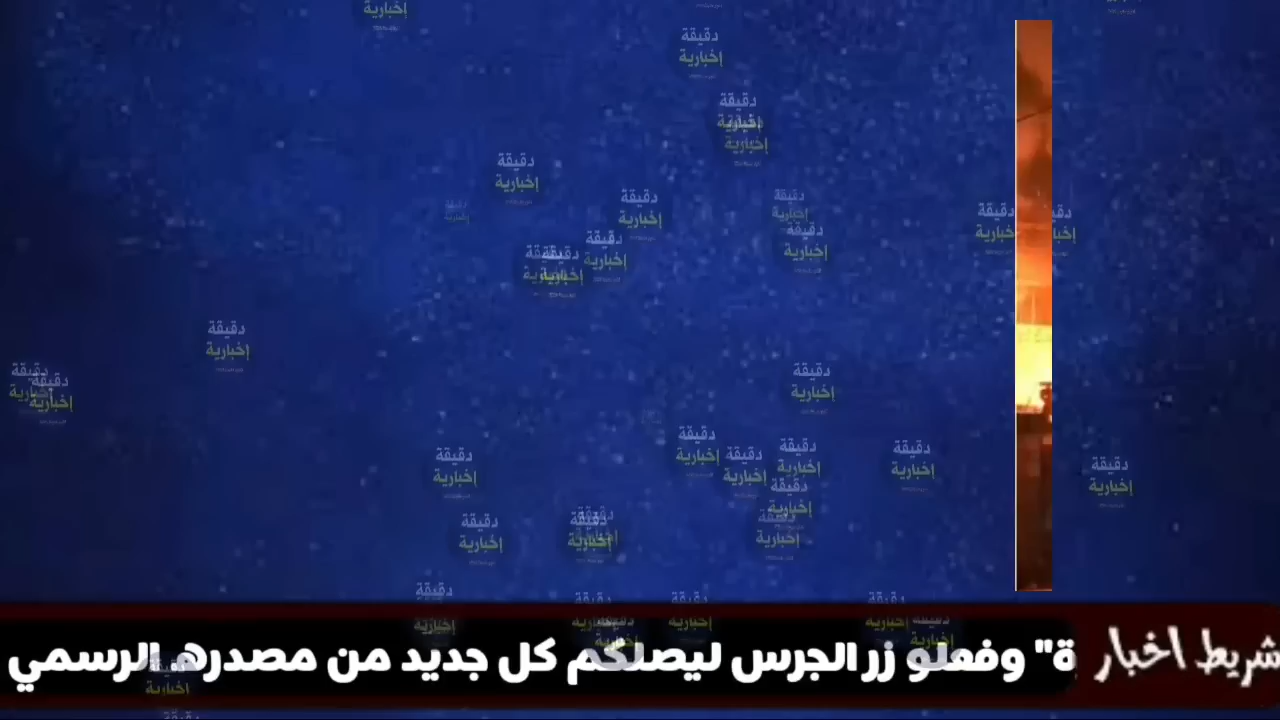 دقيقة
إخبارية
شريط اخبار
ة" وفعلو زر الجرس ليصلكم كل جديد من مصدره الرسمي